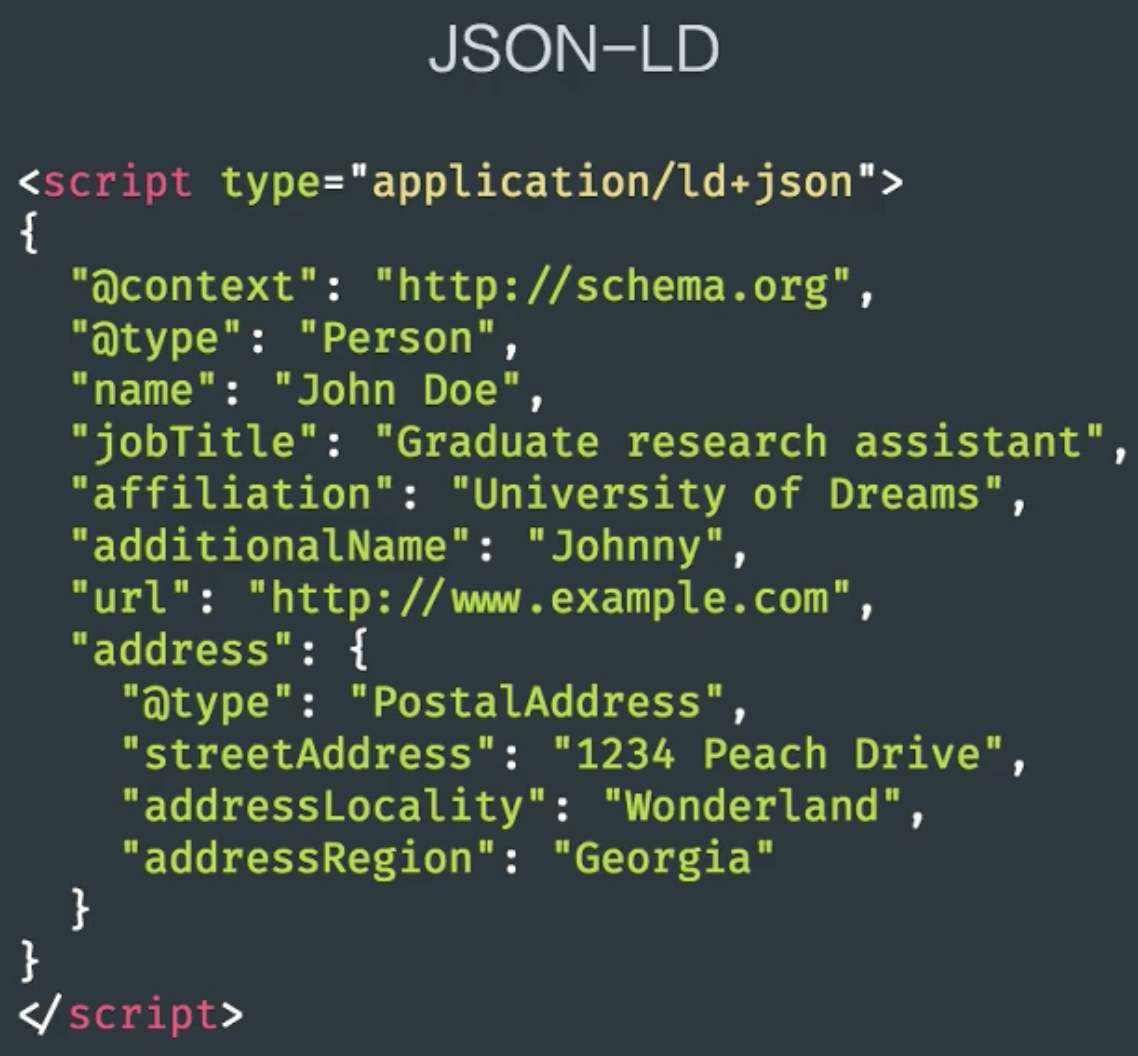 JSON-LD
<script type="application/ld+json">
{
  "@context": "http://schema.org",
  "@type": "Person",
  "name": "John Doe",
  "jobTitle": "Graduate research assistant",
  "affiliation": "University of Dreams",
  "additionalName": "Johnny",
  "url": "http://www.example.com",
  "address": {
    "@type": "PostalAddress",
    "streetAddress": "1234 Peach Drive",
    "addressLocality": "Wonderland",
    "addressRegion": "Georgia"
  }
}
</script>